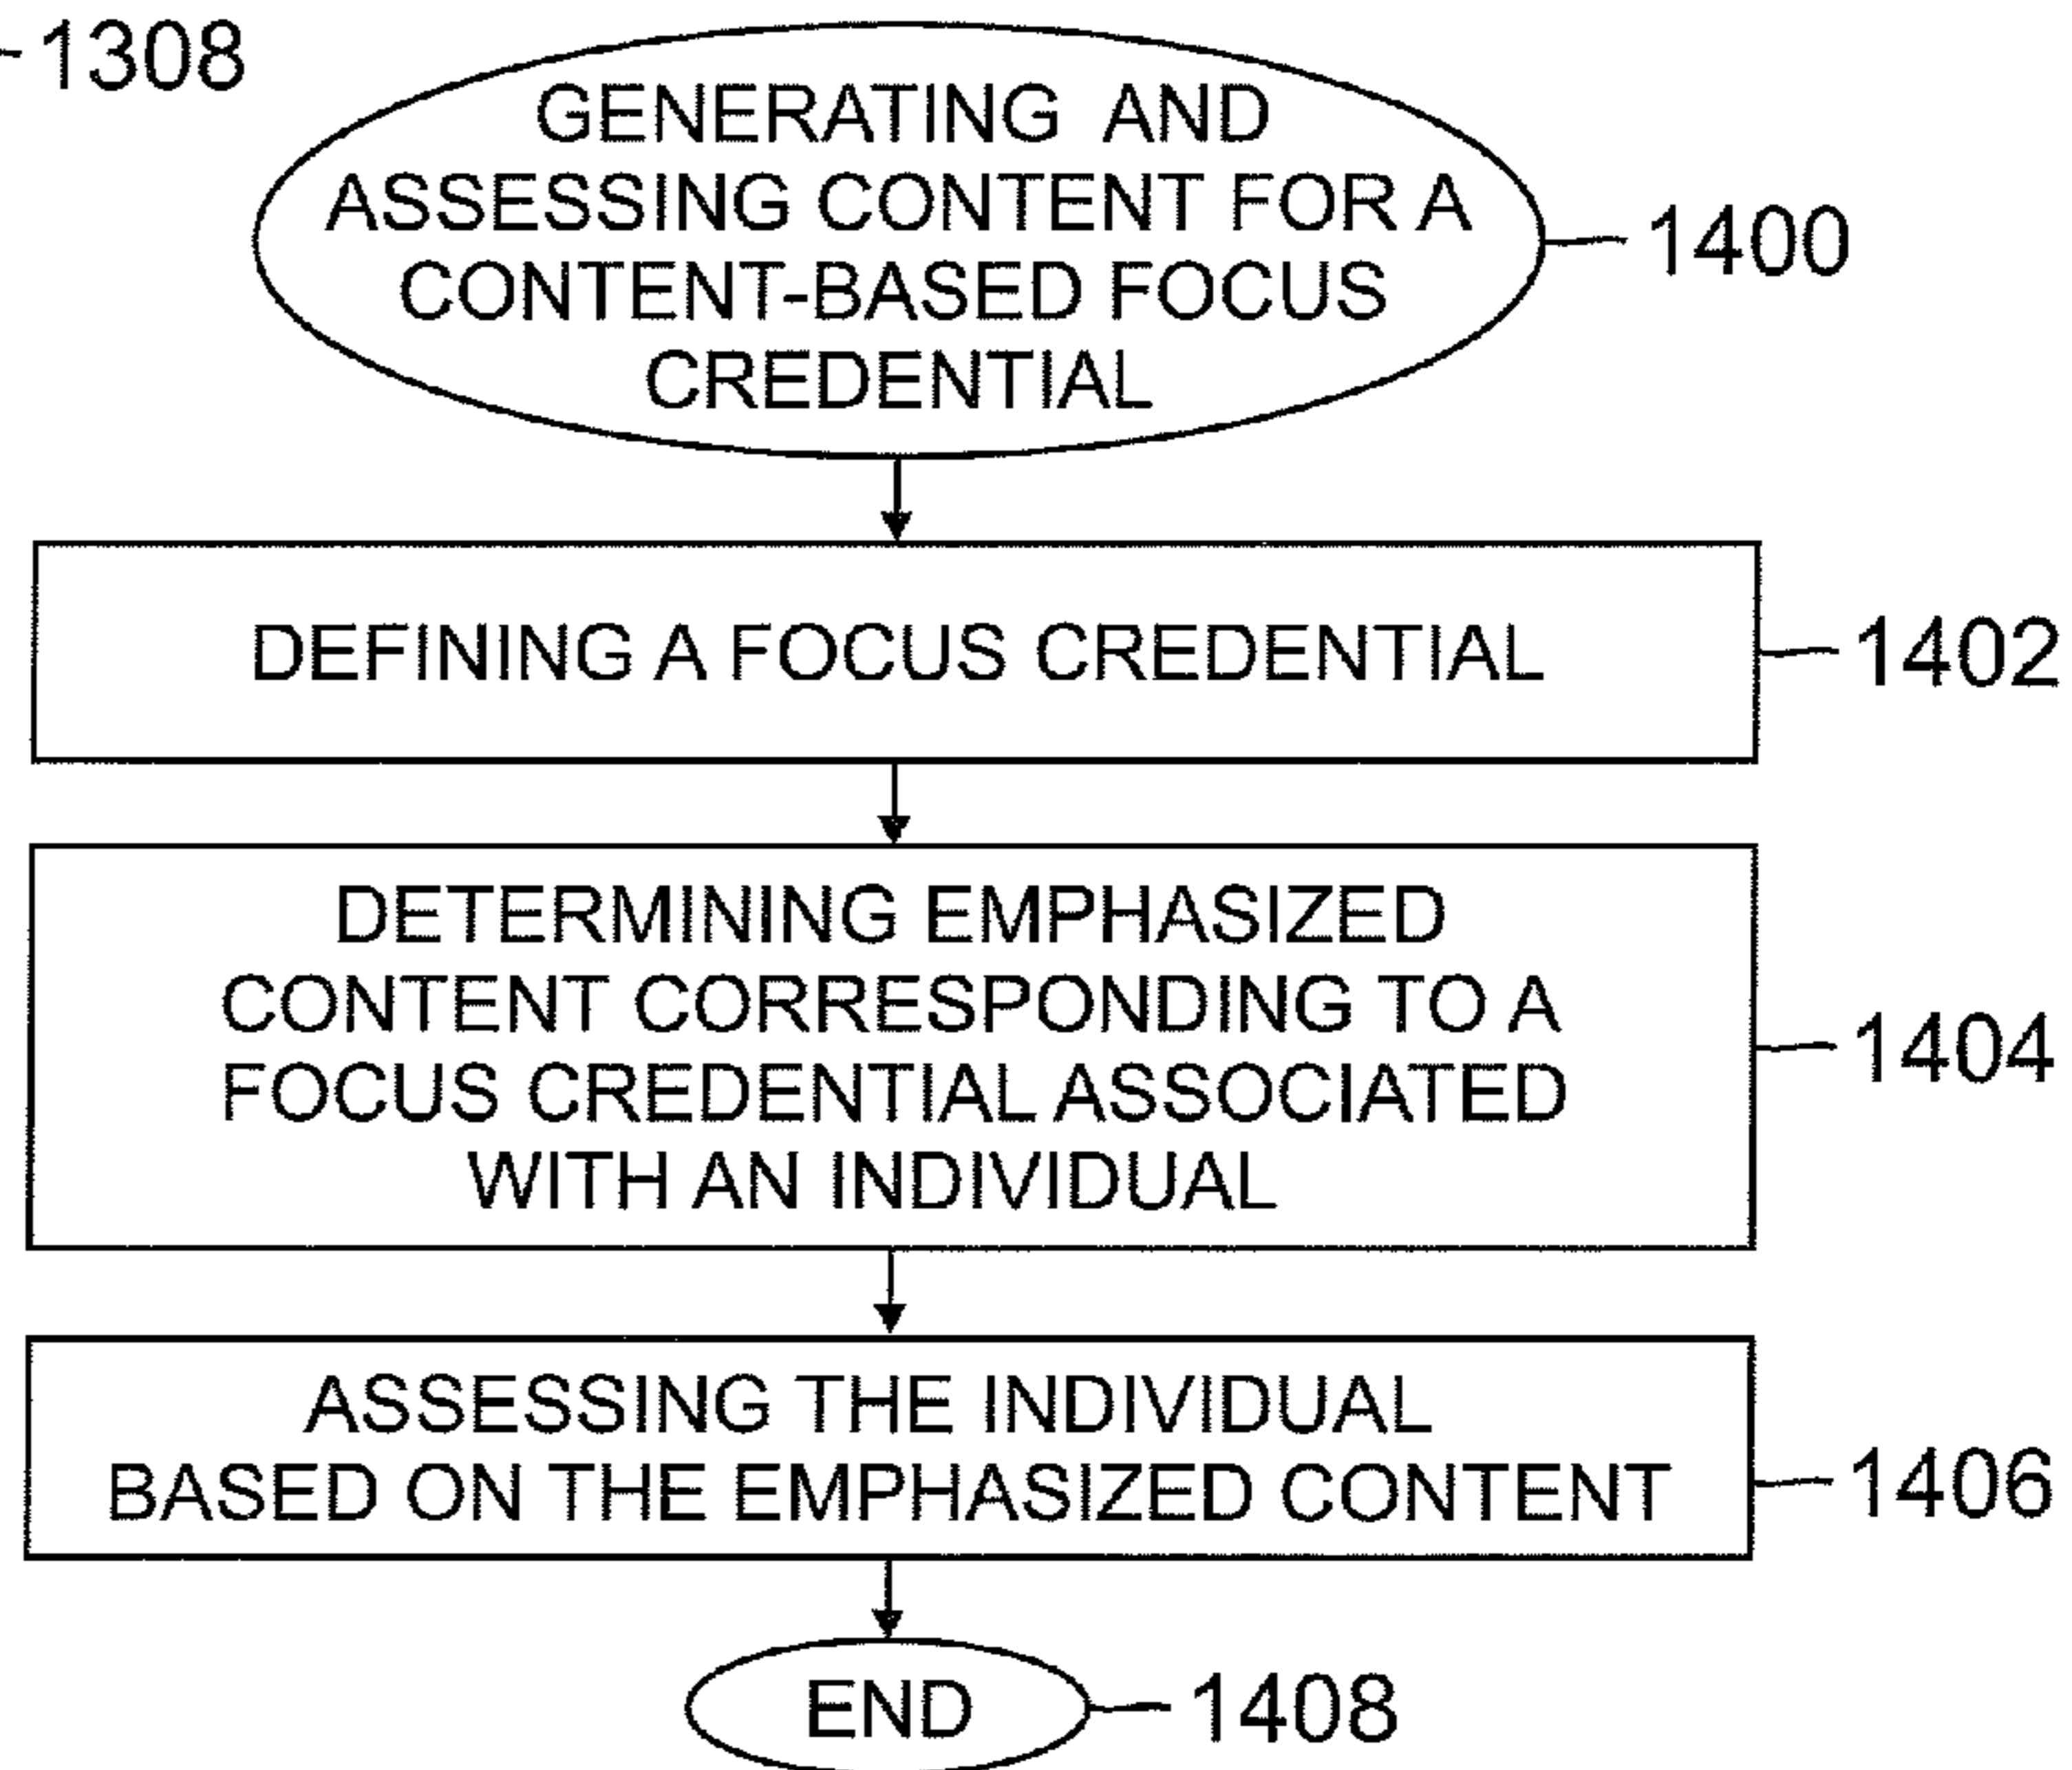 1308
GENERATING AND
ASSESSING CONTENT FOR A
CONTENT-BASED FOCUS
CREDENTIAL
1400
DEFINING A FOCUS CREDENTIAL
1402
DETERMINING EMPHASIZED
CONTENT CORRESPONDING TO A
FOCUS CREDENTIAL ASSOCIATED
WITH AN INDIVIDUAL
1404
ASSESSING THE INDIVIDUAL
BASED ON THE EMPHASIZED CONTENT
1406
END
1408